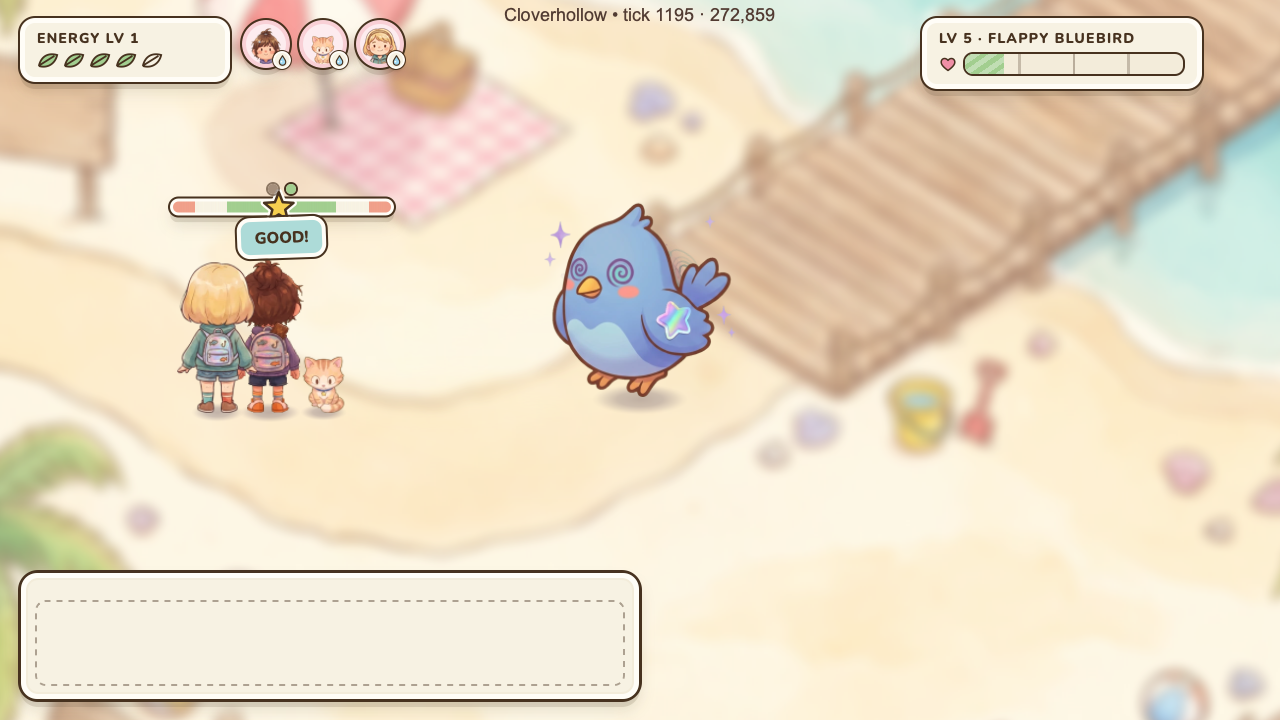 Cloverhollow • tick 1195 · 272,859
ENERGY LV 1
LV 5 · FLAPPY BLUEBIRD
GOOD!